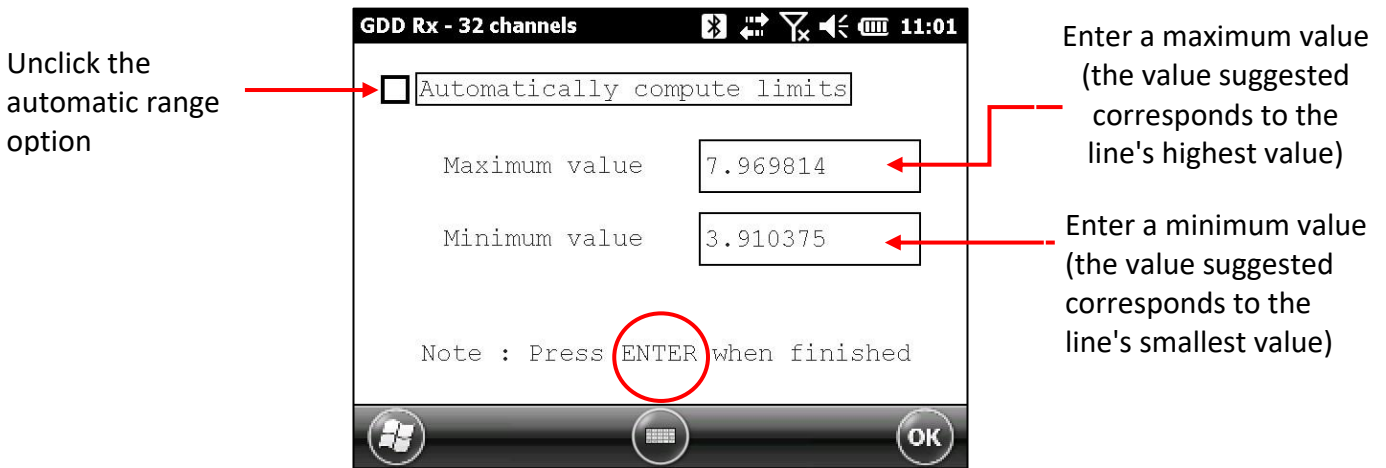 Unclick the
automatic range
option
GDD Rx - 32 channels 11:01
Automatically compute limits
Maximum value 7.969814
Minimum value 3.910375
Note : Press ENTER when finished
OK
Enter a maximum value
(the value suggested
corresponds to the
line's highest value)
Enter a minimum value
(the value suggested
corresponds to the
line's smallest value)